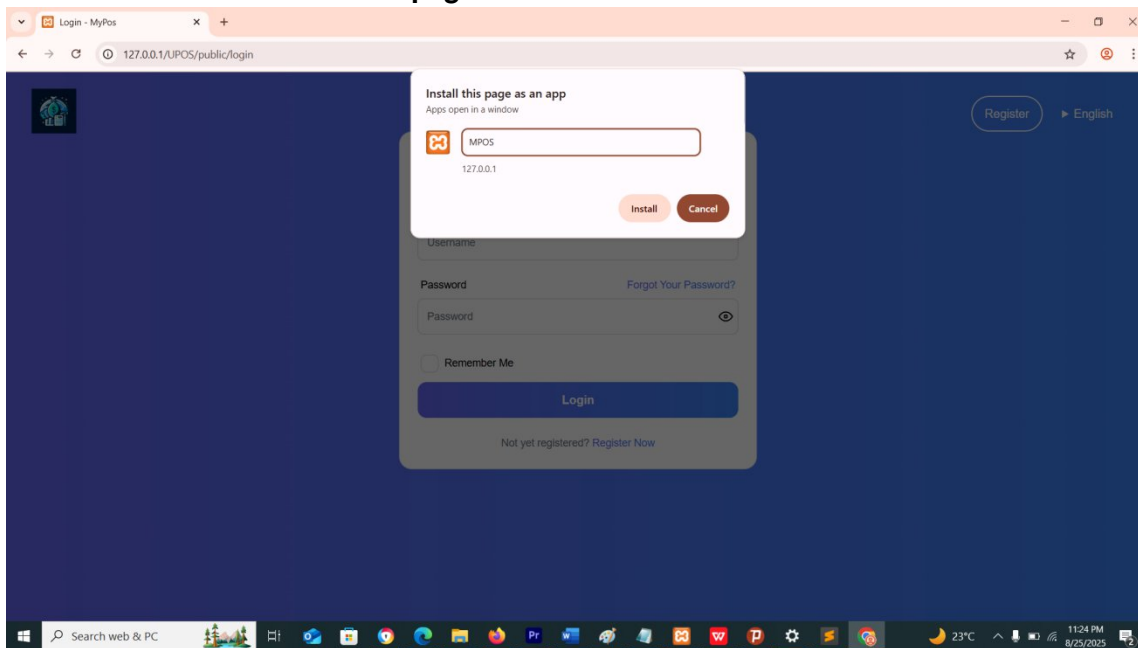 Login - MyPos
127.0.0.1/UPOS/public/login
Install this page as an app
Apps open in a window
MPOS
127.0.0.1
Install Cancel
Register English
Username
Password Forgot Your Password?
Password
Remember Me
Login
Not yet registered? Register Now
Search web & PC
Pr
23°C
11:24 PM
8/25/2025
2